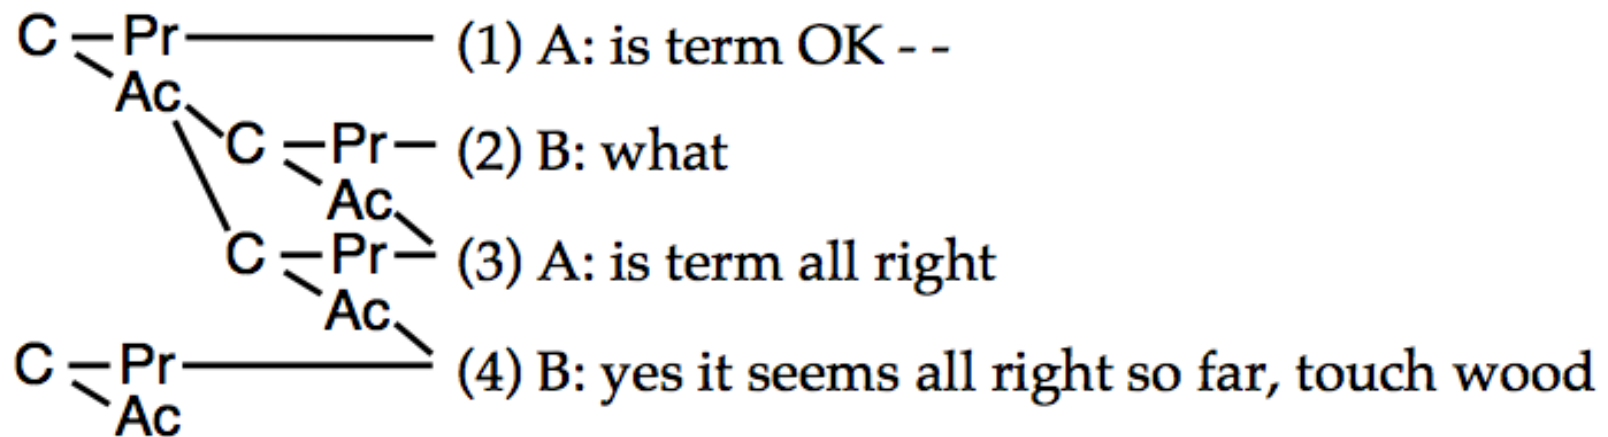 C Pr (1) A: is term OK - -
Ac
C Pr (2) B: what
Ac
C Pr (3) A: is term all right
Ac
C Pr (4) B: yes it seems all right so far, touch wood
Ac